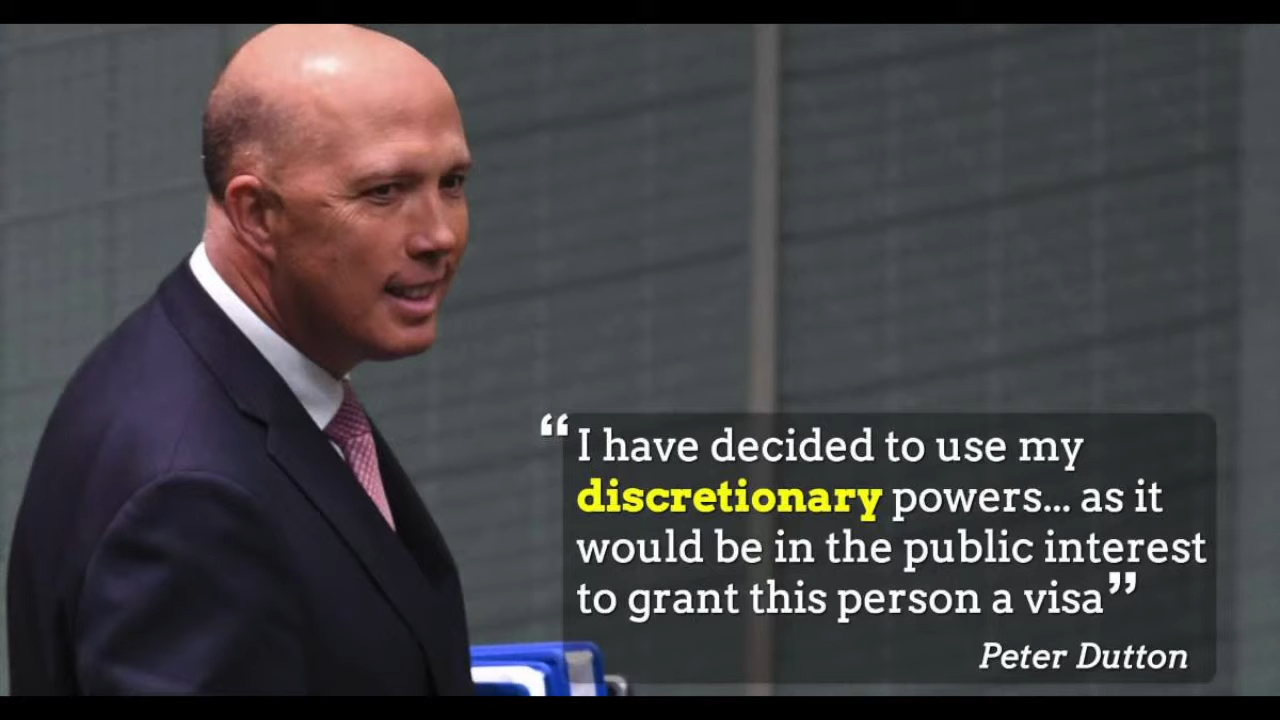 “I have decided to use my
discretionary powers... as it
would be in the public interest
to grant this person a visa”
Peter Dutton